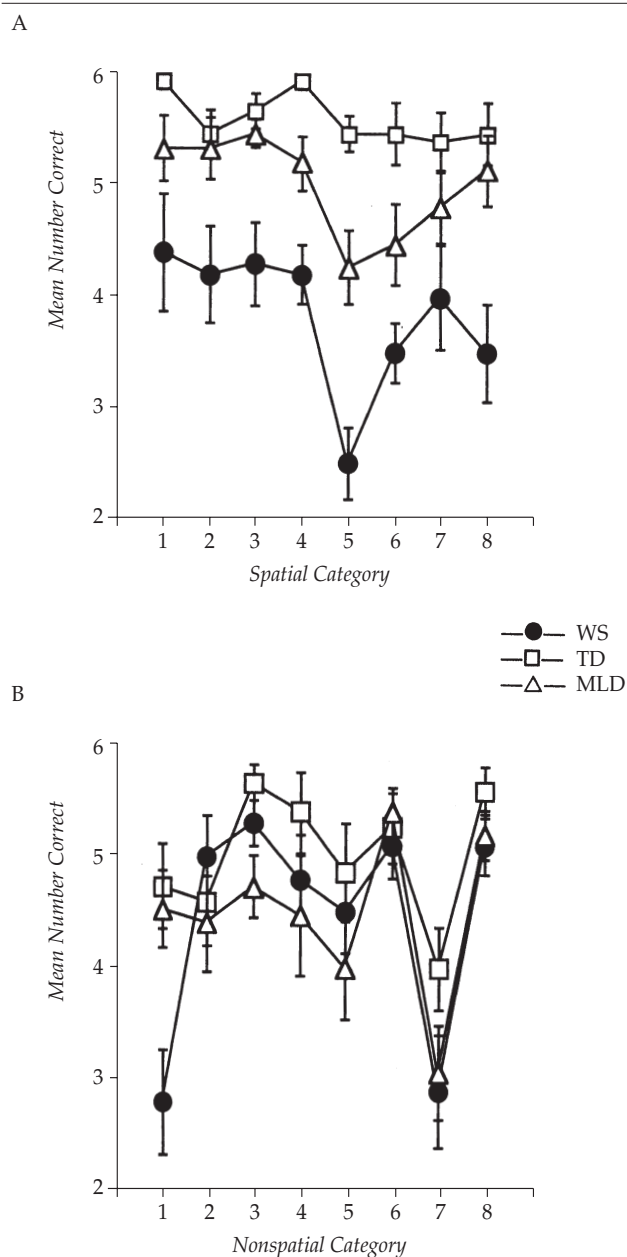 A
6
5
4
3
2
Mean Number Correct
1 2 3 4 5 6 7 8
Spatial Category
WS
TD
MLD
B
6
5
4
3
2
Mean Number Correct
1 2 3 4 5 6 7 8
Nonspatial Category